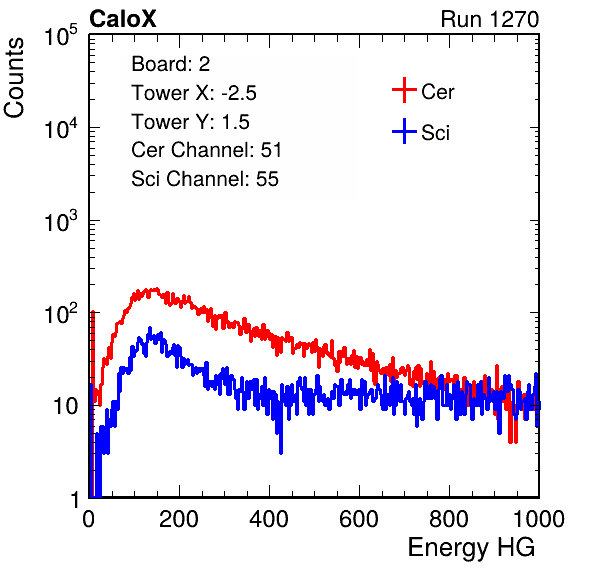 CaloX Run 1270
Counts
10^5
10^4
10^3
10^2
10
1
Board: 2
Tower X: -2.5
Tower Y: 1.5
Cer Channel: 51
Sci Channel: 55
Cer
Sci
0 200 400 600 800 1000
Energy HG